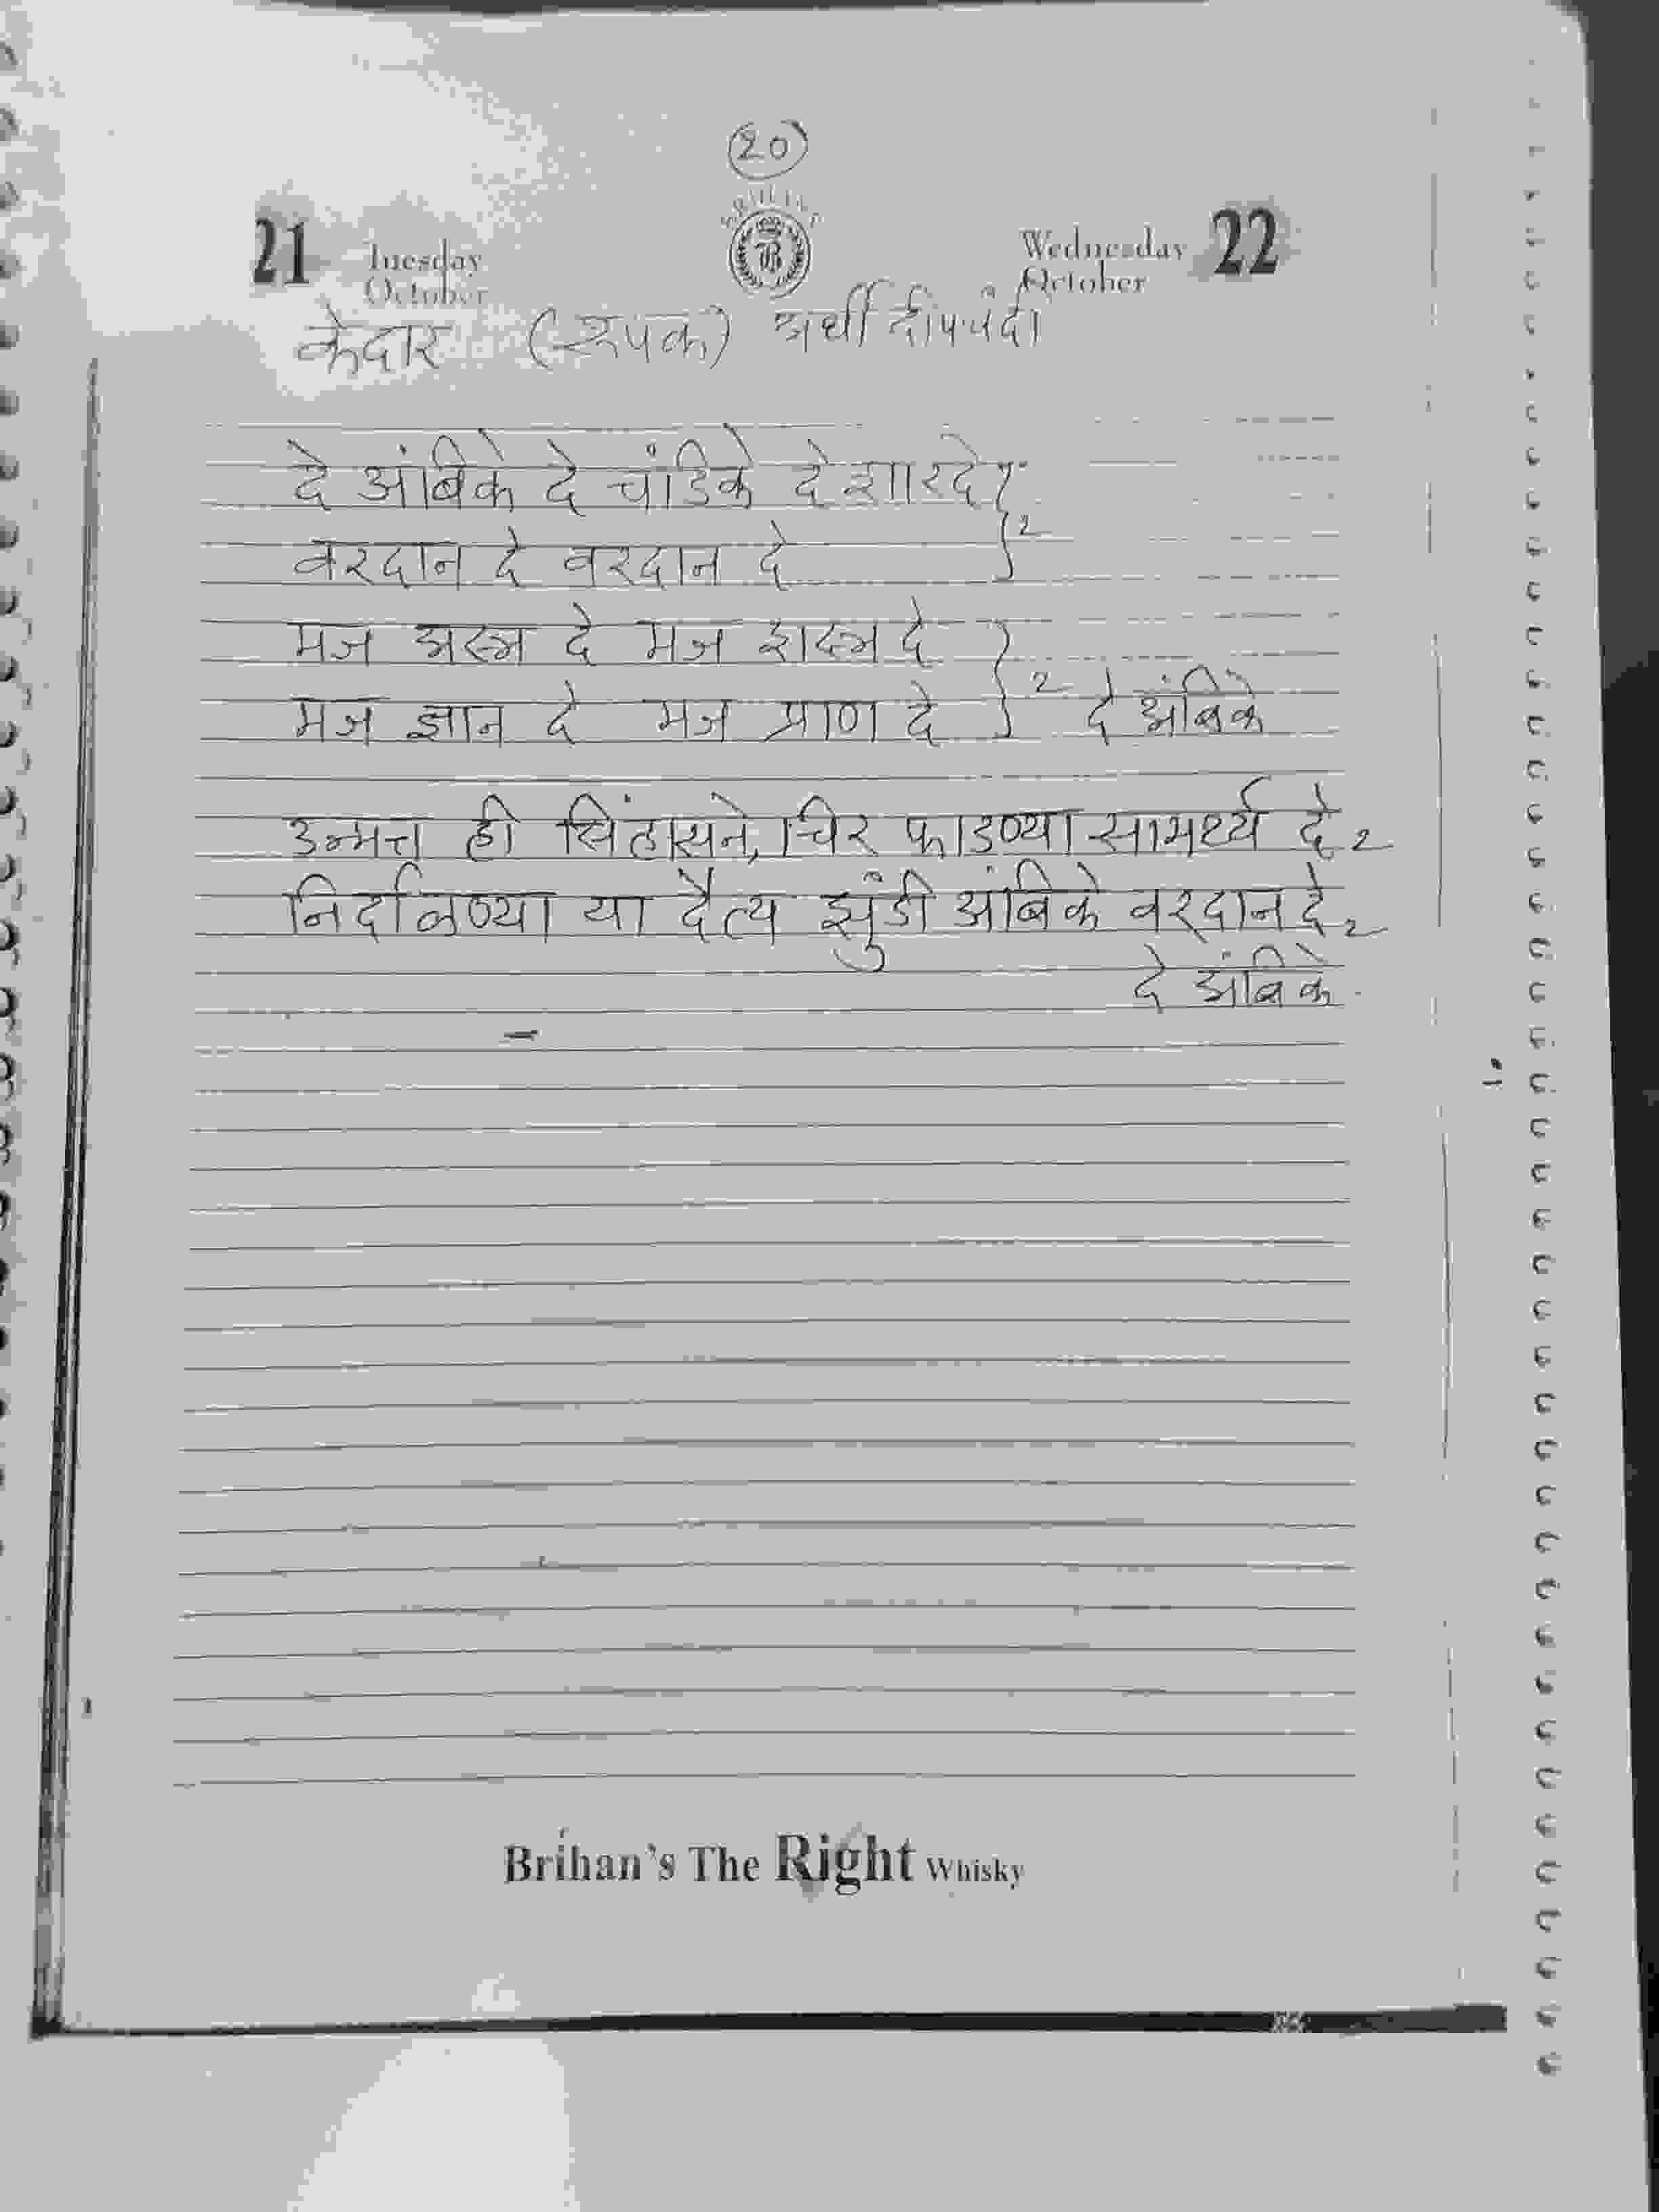 20
BRIHANS
21 Tuesday October
Wednesday October 22
केदार (रूपक) अर्धी दीपचंदी
दे अंबिके दे चंडिके दे शारदे
वरदान दे वरदान दे } 2
मज अस्त्र दे मज शस्त्र दे
मज ज्ञान दे मज प्राण दे } 2 दे अंबिके
उन्मत्त ही सिंहासने, चिर फाडण्या सामर्थ्य दे 2
निर्दाळण्या या दैत्य झुंडी अंबिके वरदान दे 2
दे अंबिके
Brihan's The Right Whisky